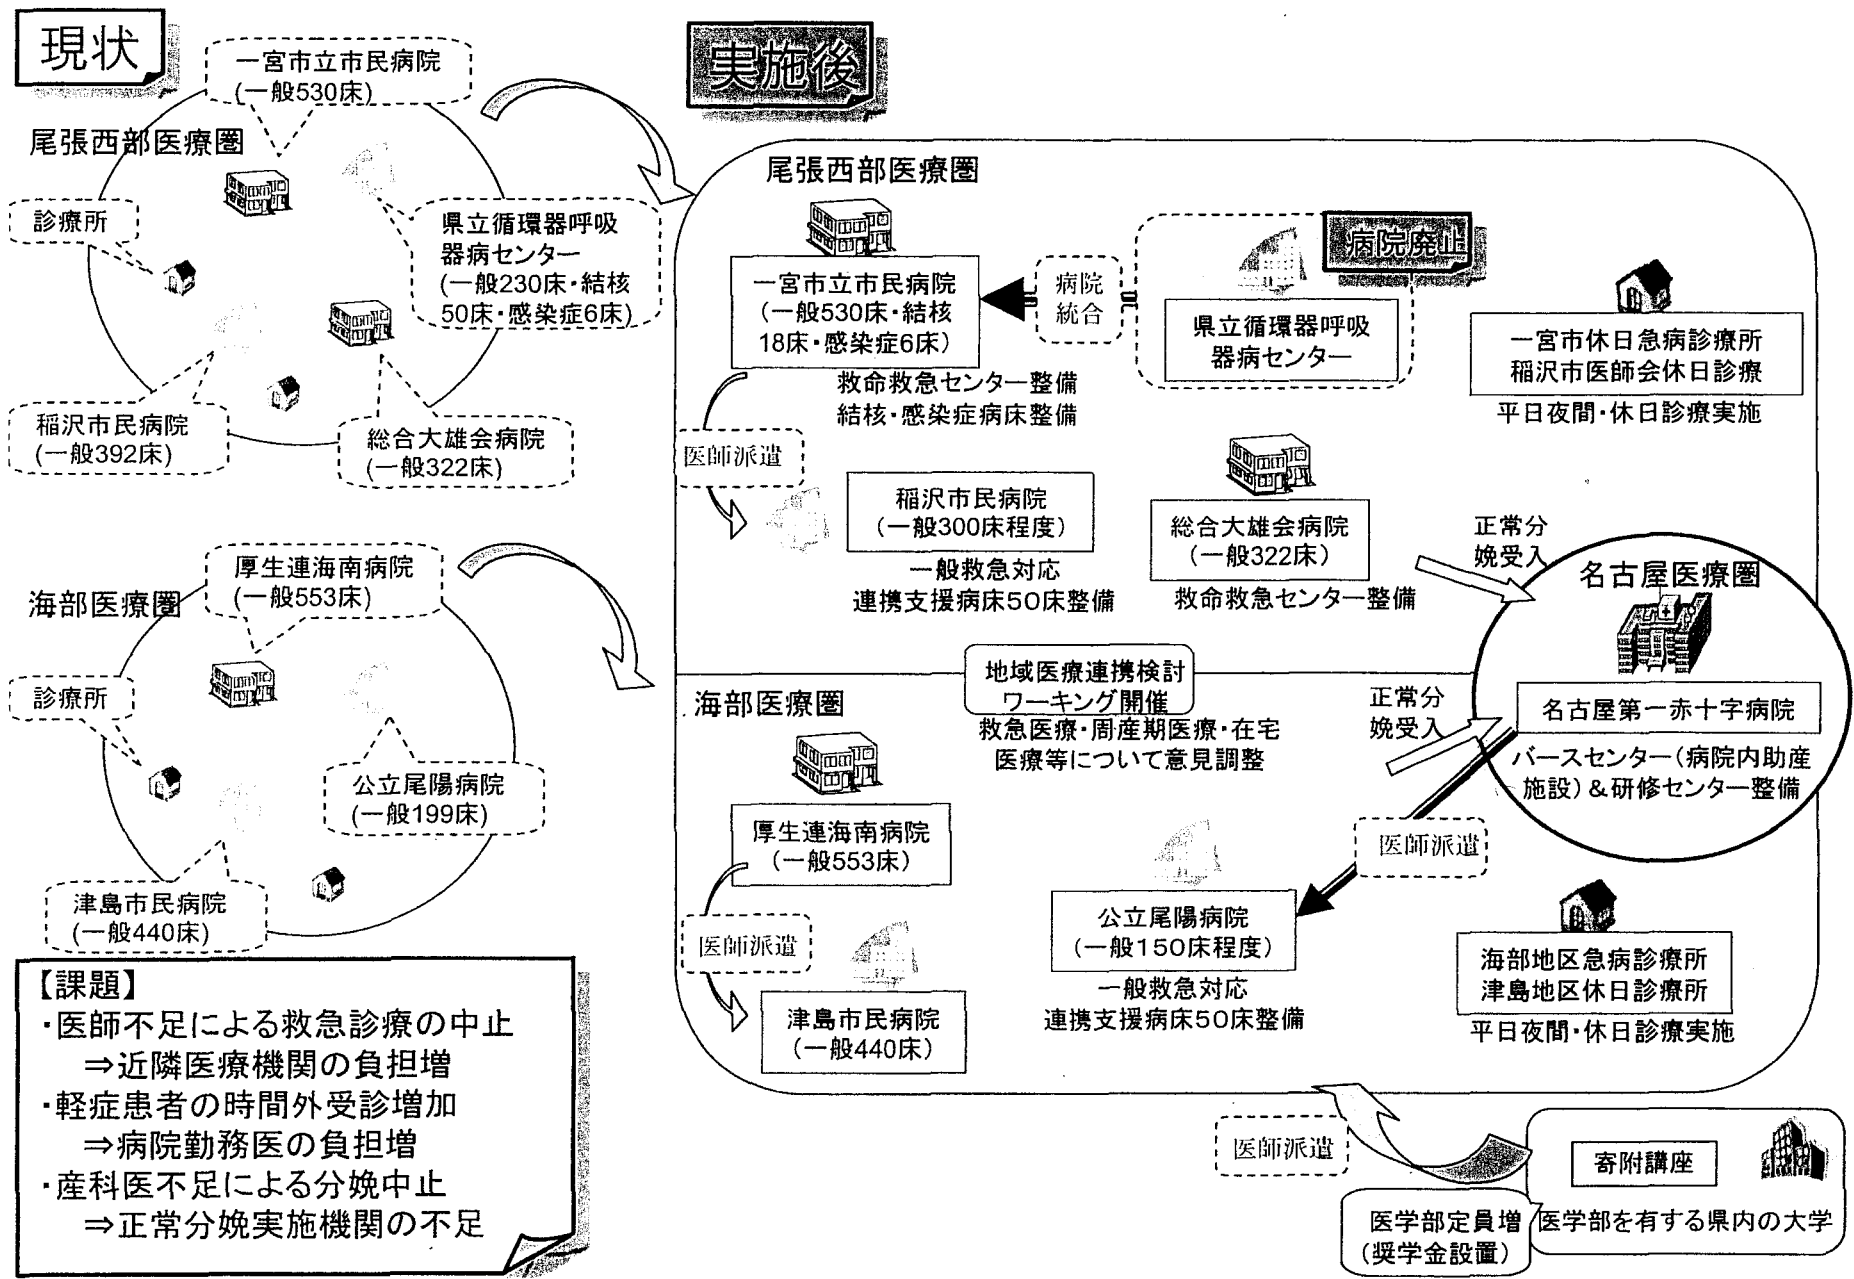 現状
一宮市立市民病院
(一般530床)
尾張西部医療圏
診療所
県立循環器呼吸
器病センター
(一般230床・結核
50床・感染症6床)
稲沢市民病院
(一般392床)
総合大雄会病院
(一般322床)
厚生連海南病院
(一般553床)
海部医療圏
診療所
公立尾陽病院
(一般199床)
津島市民病院
(一般440床)
【課題】
・医師不足による救急診療の中止
⇒近隣医療機関の負担増
・軽症患者の時間外受診増加
⇒病院勤務医の負担増
・産科医不足による分娩中止
⇒正常分娩実施機関の不足
実施後
尾張西部医療圏
一宮市立市民病院
(一般530床・結核
18床・感染症6床)
救命救急センター整備
結核・感染症病床整備
病院
統合
病院廃止
県立循環器呼吸
器病センター
一宮市休日急病診療所
稲沢市医師会休日診療
平日夜間・休日診療実施
医師派遣
稲沢市民病院
(一般300床程度)
一般救急対応
連携支援病床50床整備
総合大雄会病院
(一般322床)
救命救急センター整備
正常分
娩受入
名古屋医療圏
名古屋第一赤十字病院
バースセンター(病院内助産
施設)&研修センター整備
地域医療連携検討
ワーキング開催
救急医療・周産期医療・在宅
医療等について意見調整
正常分
娩受入
海部医療圏
厚生連海南病院
(一般553床)
医師派遣
医師派遣
津島市民病院
(一般440床)
公立尾陽病院
(一般150床程度)
一般救急対応
連携支援病床50床整備
海部地区急病診療所
津島地区休日診療所
平日夜間・休日診療実施
医師派遣
寄附講座
医学部を有する県内の大学
医学部定員増
(奨学金設置)